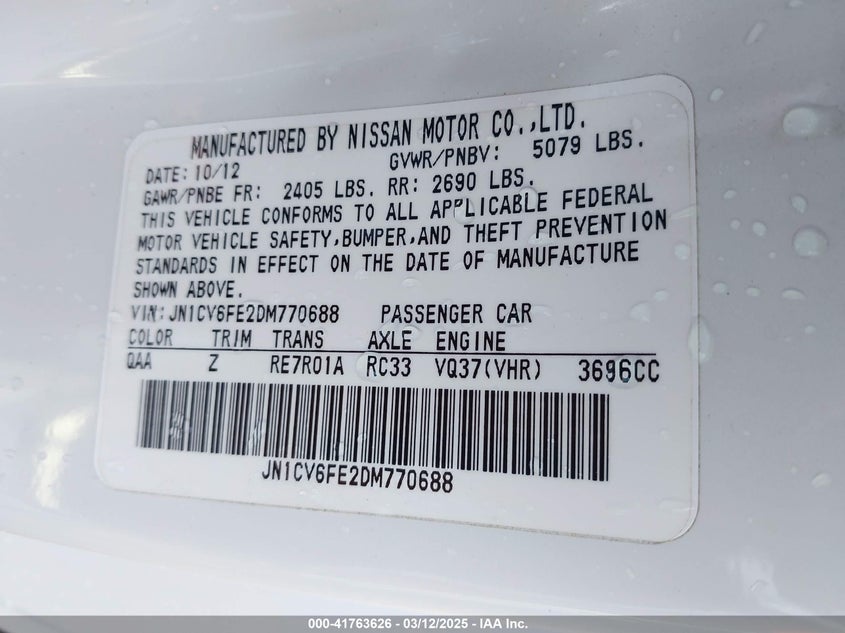 MANUFACTURED BY NISSAN MOTOR CO.,LTD.
DATE: 10/12 GVWR/PNBV: 5079 LBS.
GAWR/PNBE FR: 2405 LBS. RR: 2690 LBS.
THIS VEHICLE CONFORMS TO ALL APPLICABLE FEDERAL
MOTOR VEHICLE SAFETY,BUMPER,AND THEFT PREVENTION
STANDARDS IN EFFECT ON THE DATE OF MANUFACTURE
SHOWN ABOVE.
VIN:JN1CV6FE2DM770688 PASSENGER CAR
COLOR TRIM TRANS AXLE ENGINE
QAA Z RE7R01A RC33 VQ37(VHR) 3696CC
JN1CV6FE2DM770688
000-41763626 - 03/12/2025 - IAA Inc.